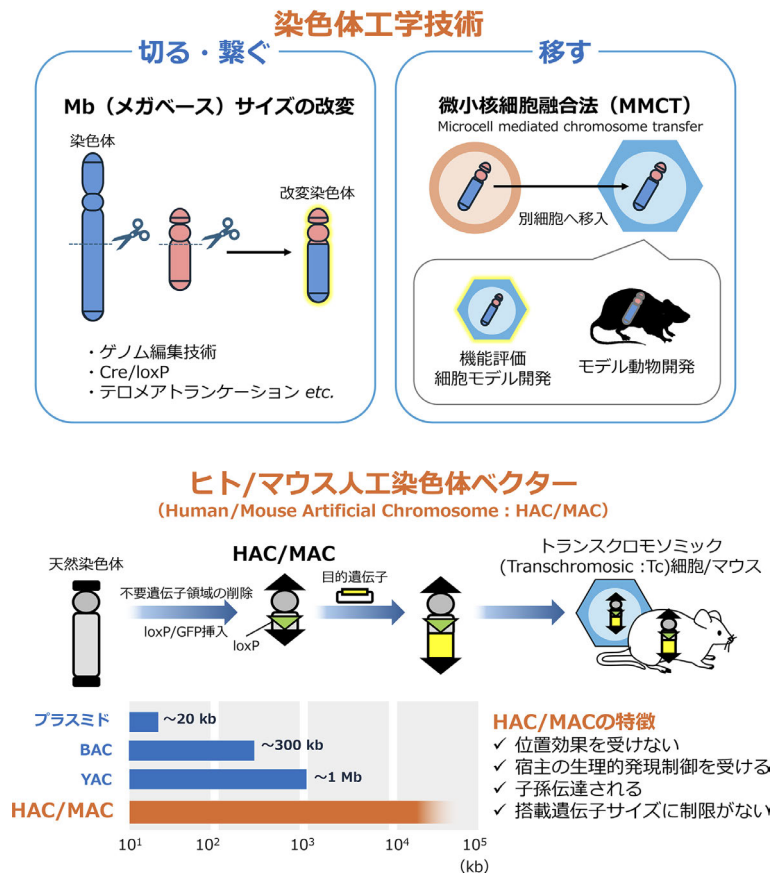 染色体工学技術
切る・繋ぐ
Mb（メガベース）サイズの改変
染色体
改変染色体
・ゲノム編集技術
・Cre/loxP
・テロメアトランケーション etc.
移す
微小核細胞融合法（MMCT）
Microcell mediated chromosome transfer
別細胞へ移入
機能評価
細胞モデル開発
モデル動物開発
ヒト/マウス人工染色体ベクター
（Human/Mouse Artificial Chromosome : HAC/MAC）
天然染色体
不要遺伝子領域の削除
loxP/GFP挿入
HAC/MAC
loxP
目的遺伝子
トランスクロモソミック
(Transchromosic :Tc)細胞/マウス
プラスミド
～20 kb
BAC
～300 kb
YAC
～1 Mb
HAC/MAC
10¹ 10² 10³ 10⁴ 10⁵
（kb）
HAC/MACの特徴
✓ 位置効果を受けない
✓ 宿主の生理的発現制御を受ける
✓ 子孫伝達される
✓ 搭載遺伝子サイズに制限がない